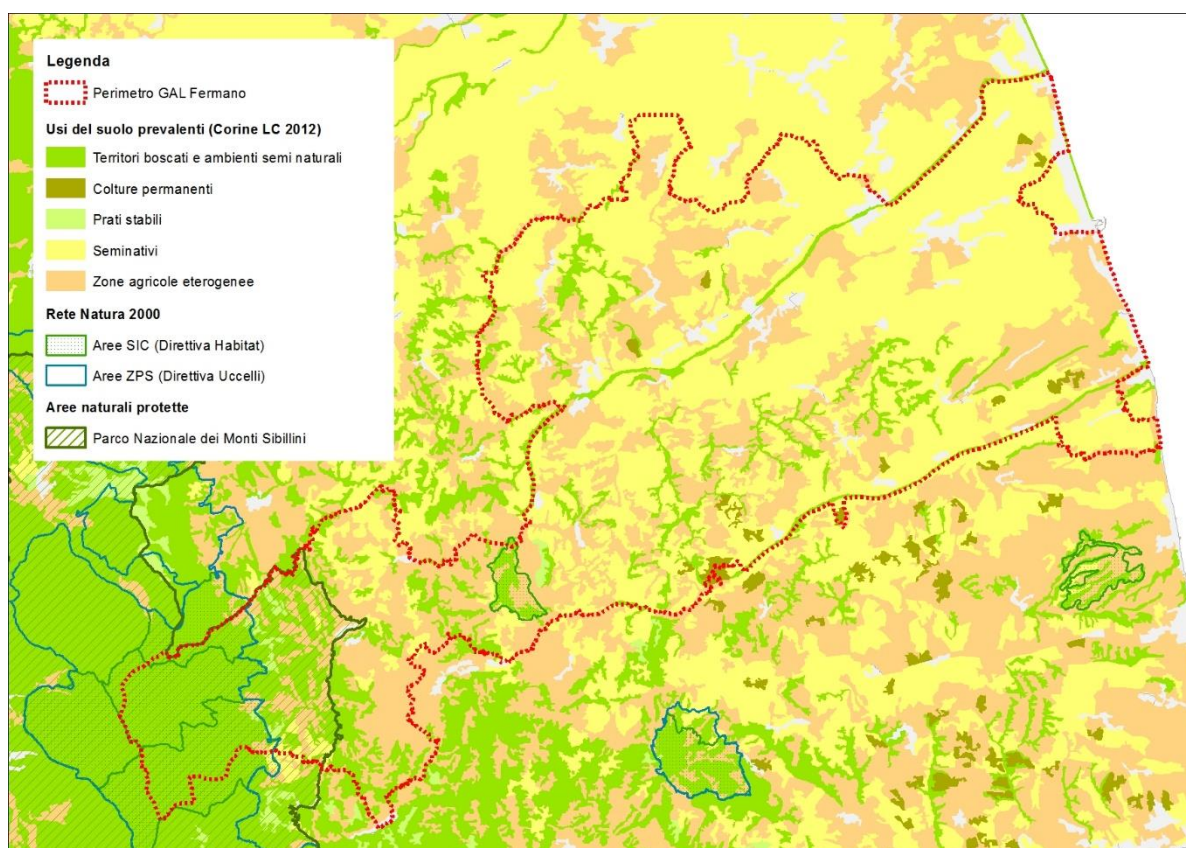 Legenda
Perimetro GAL Fermano
Usi del suolo prevalenti (Corine LC 2012)
Territori boscati e ambienti semi naturali
Colture permanenti
Prati stabili
Seminativi
Zone agricole eterogenee
Rete Natura 2000
Aree SIC (Direttiva Habitat)
Aree ZPS (Direttiva Uccelli)
Aree naturali protette
Parco Nazionale dei Monti Sibillini